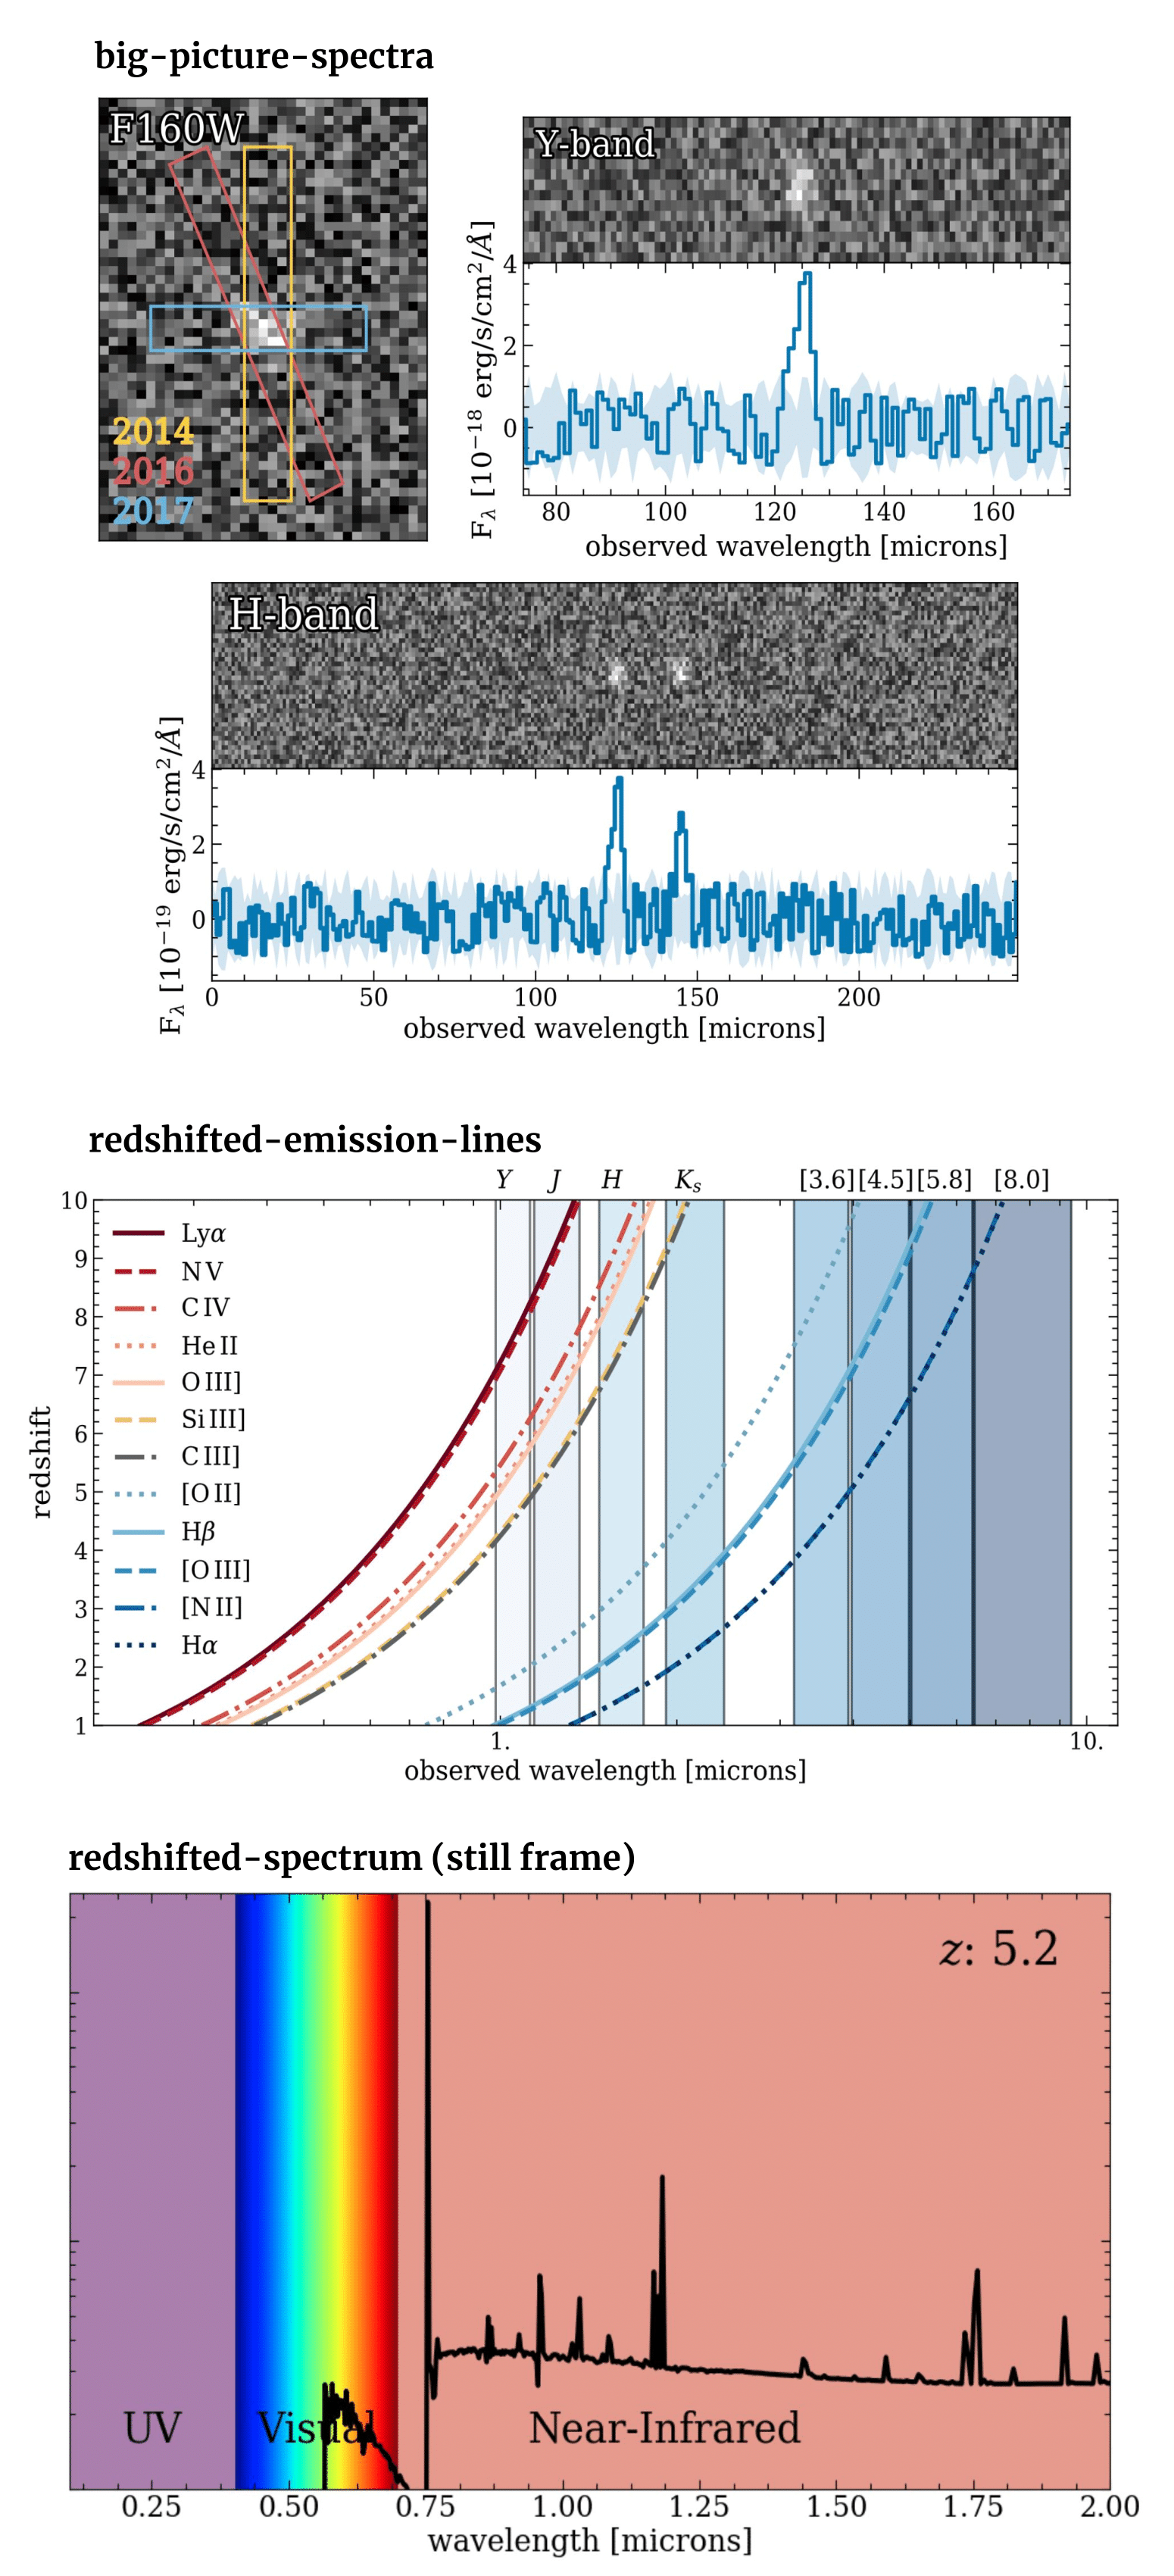 big-picture-spectra
F160W
2014
2016
2017
Y-band
F_λ [10^−18 erg/s/cm^2/Å]
4
2
0
80 100 120 140 160
observed wavelength [microns]
H-band
F_λ [10^−19 erg/s/cm^2/Å]
4
2
0
0 50 100 150 200
observed wavelength [microns]
redshifted-emission-lines
Y J H K_s [3.6] [4.5] [5.8] [8.0]
redshift
10
9
8
7
6
5
4
3
2
1
Lyα
N V
C IV
He II
O III]
Si III]
C III]
[O II]
Hβ
[O III]
[N II]
Hα
1. 10.
observed wavelength [microns]
redshifted-spectrum (still frame)
z: 5.2
UV Visual Near-Infrared
0.25 0.50 0.75 1.00 1.25 1.50 1.75 2.00
wavelength [microns]